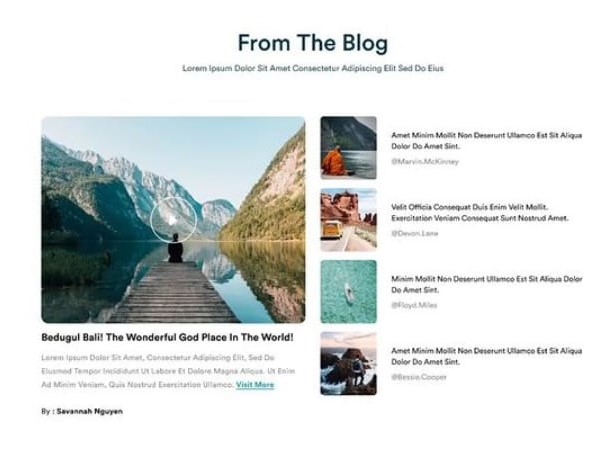 From The Blog
Lorem Ipsum Dolor Sit Amet Consectetur Adipiscing Elit Sed Do Eius
Bedugul Bali! The Wonderful God Place In The World!
Lorem Ipsum Dolor Sit Amet, Consectetur Adipiscing Elit, Sed Do
Eiusmod Tempor Incididunt Ut Labore Et Dolore Magna Aliqua. Ut Enim
Ad Minim Veniam, Quis Nostrud Exercitation Ullamco. Visit More
By : Savannah Nguyen
Amet Minim Mollit Non Deserunt Ullamco Est Sit Aliqua
Dolor Do Amet Sint.
@Marvin.McKinney
Velit Officia Consequat Duis Enim Velit Mollit.
Exercitation Veniam Consequat Sunt Nostrud Amet.
@Devon.Lane
Minim Mollit Non Deserunt Ullamco Est Sit Aliqua Dolor
Do Amet Sint.
@Floyd.Miles
Amet Minim Mollit Non Deserunt Ullamco Est Sit Aliqua
Dolor Do Amet Sint.
@Bessie.Cooper